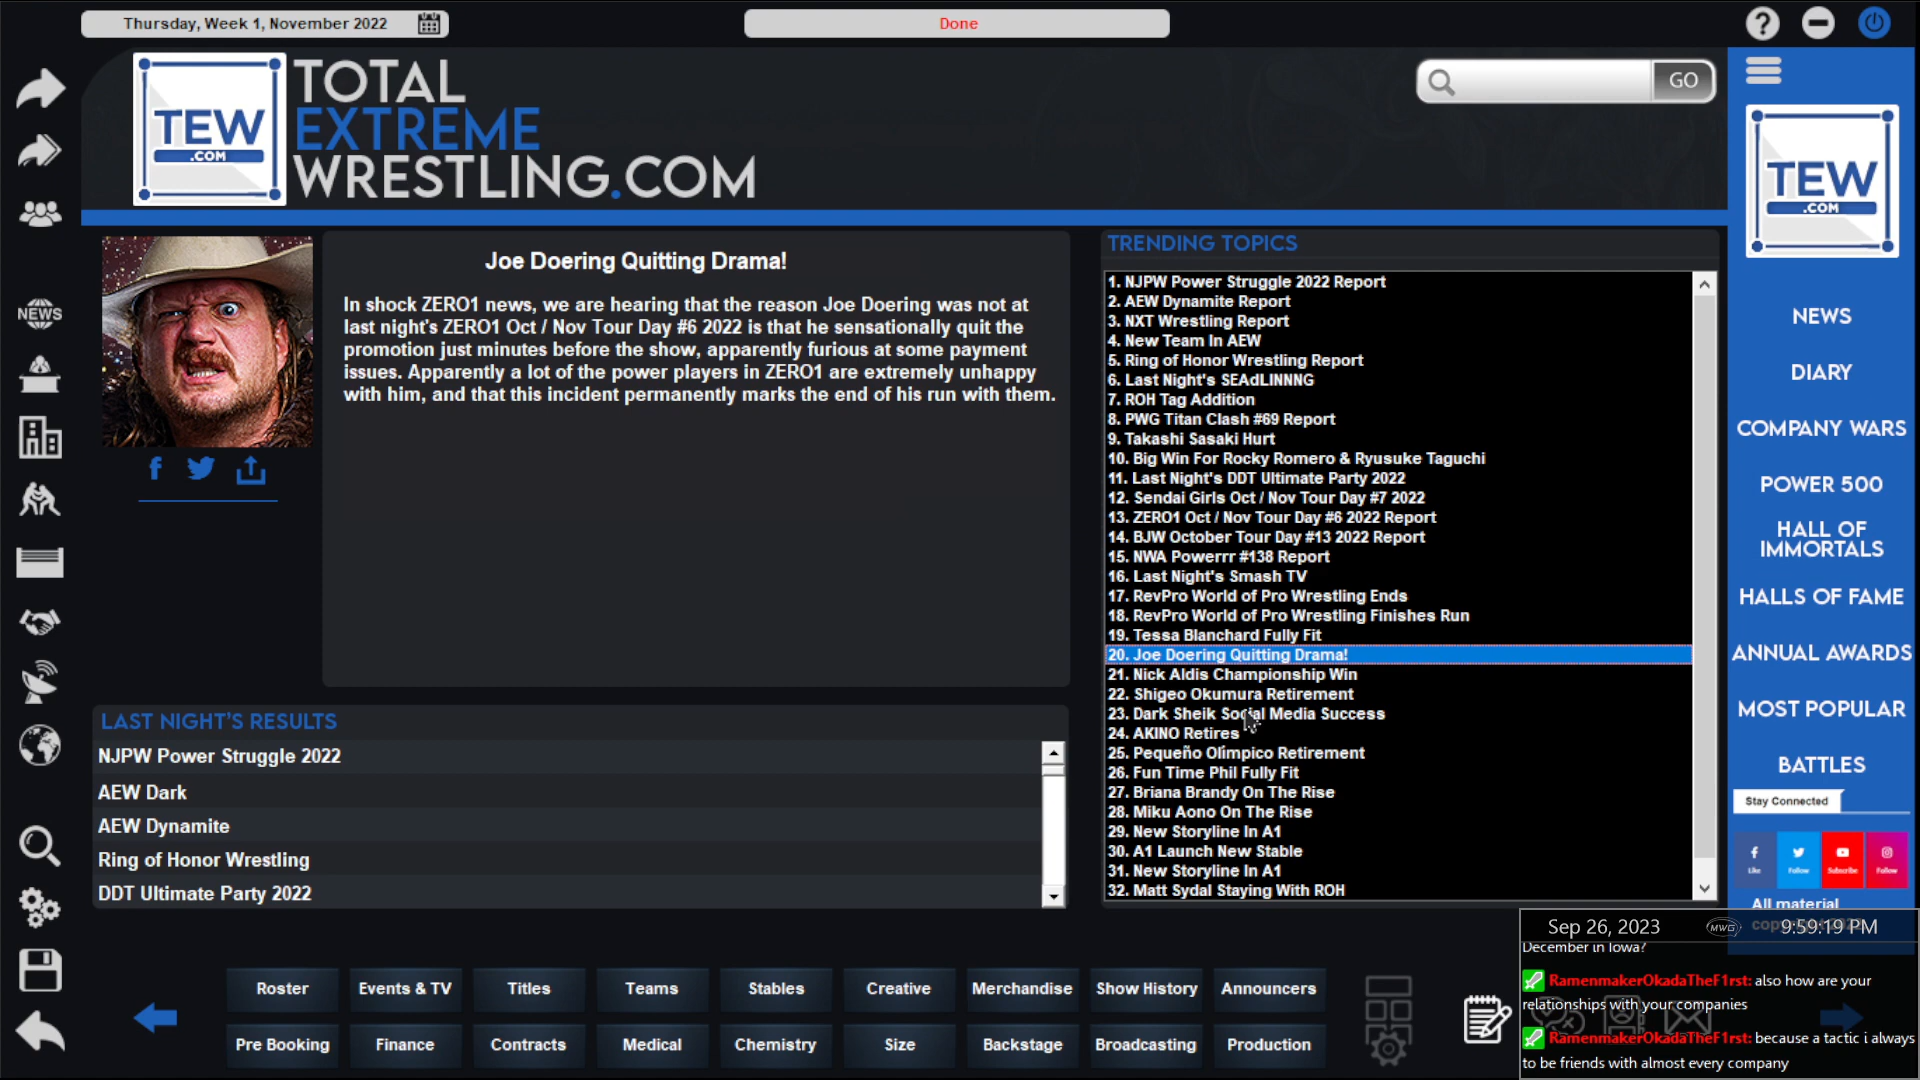 Thursday, Week 1, November 2022
Done
TEW
.COM
TOTAL
EXTREME
WRESTLING.COM
GO
TEW
.COM
Joe Doering Quitting Drama!
In shock ZERO1 news, we are hearing that the reason Joe Doering was not at
last night's ZERO1 Oct / Nov Tour Day #6 2022 is that he sensationally quit the
promotion just minutes before the show, apparently furious at some payment
issues. Apparently a lot of the power players in ZERO1 are extremely unhappy
with him, and that this incident permanently marks the end of his run with them.
TRENDING TOPICS
1. NJPW Power Struggle 2022 Report
2. AEW Dynamite Report
3. NXT Wrestling Report
4. New Team In AEW
5. Ring of Honor Wrestling Report
6. Last Night's SEAdLINNNG
7. ROH Tag Addition
8. PWG Titan Clash #69 Report
9. Takashi Sasaki Hurt
10. Big Win For Rocky Romero & Ryusuke Taguchi
11. Last Night's DDT Ultimate Party 2022
12. Sendai Girls Oct / Nov Tour Day #7 2022
13. ZERO1 Oct / Nov Tour Day #6 2022 Report
14. BJW October Tour Day #13 2022 Report
15. NWA Powerrr #138 Report
16. Last Night's Smash TV
17. RevPro World of Pro Wrestling Ends
18. RevPro World of Pro Wrestling Finishes Run
19. Tessa Blanchard Fully Fit
20. Joe Doering Quitting Drama!
21. Nick Aldis Championship Win
22. Shigeo Okumura Retirement
23. Dark Sheik Social Media Success
24. AKINO Retires
25. Pequeño Olímpico Retirement
26. Fun Time Phil Fully Fit
27. Briana Brandy On The Rise
28. Miku Aono On The Rise
29. New Storyline In A1
30. A1 Launch New Stable
31. New Storyline In A1
32. Matt Sydal Staying With ROH
NEWS
NEWS
DIARY
COMPANY WARS
POWER 500
HALL OF
IMMORTALS
HALLS OF FAME
ANNUAL AWARDS
MOST POPULAR
BATTLES
Stay Connected
Like
Follow
Subscribe
Follow
All material
LAST NIGHT'S RESULTS
NJPW Power Struggle 2022
AEW Dark
AEW Dynamite
Ring of Honor Wrestling
DDT Ultimate Party 2022
Roster
Events & TV
Titles
Teams
Stables
Creative
Merchandise
Show History
Announcers
Pre Booking
Finance
Contracts
Medical
Chemistry
Size
Backstage
Broadcasting
Production
Sep 26, 2023
MWG
9:59:19 PM
December in Iowa?
RamenmakerOkadaTheF1rst: also how are your
relationships with your companies
RamenmakerOkadaTheF1rst: because a tactic i always
to be friends with almost every company